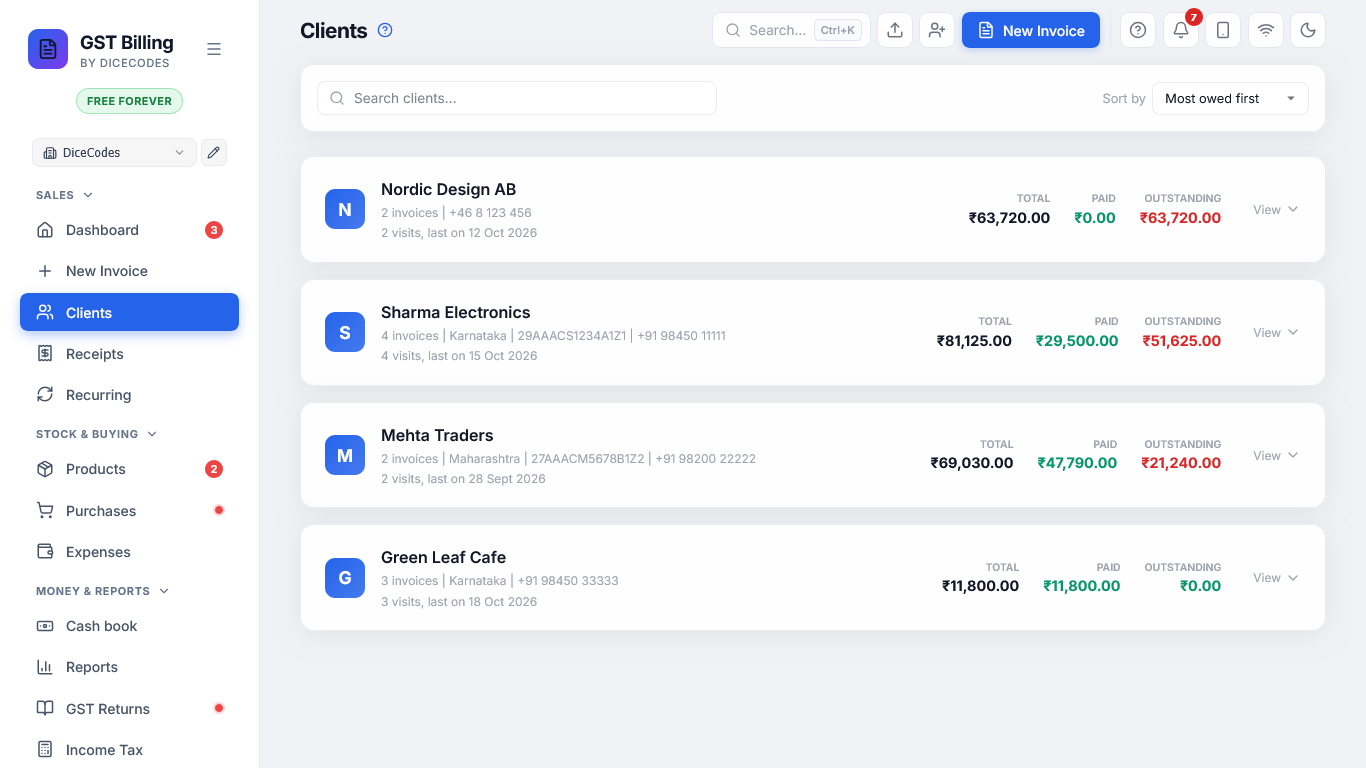 GST Billing
BY DICECODES
FREE FOREVER
DiceCodes
SALES
Dashboard 3
New Invoice
Clients
Receipts
Recurring
STOCK & BUYING
Products 2
Purchases
Expenses
MONEY & REPORTS
Cash book
Reports
GST Returns
Income Tax
Clients
Search... Ctrl+K
New Invoice
7
Search clients...
Sort by Most owed first
N
Nordic Design AB
2 invoices | +46 8 123 456
2 visits, last on 12 Oct 2026
TOTAL PAID OUTSTANDING
₹63,720.00 ₹0.00 ₹63,720.00
View
S
Sharma Electronics
4 invoices | Karnataka | 29AAACS1234A1Z1 | +91 98450 11111
4 visits, last on 15 Oct 2026
TOTAL PAID OUTSTANDING
₹81,125.00 ₹29,500.00 ₹51,625.00
View
M
Mehta Traders
2 invoices | Maharashtra | 27AAACM5678B1Z2 | +91 98200 22222
2 visits, last on 28 Sept 2026
TOTAL PAID OUTSTANDING
₹69,030.00 ₹47,790.00 ₹21,240.00
View
G
Green Leaf Cafe
3 invoices | Karnataka | +91 98450 33333
3 visits, last on 18 Oct 2026
TOTAL PAID OUTSTANDING
₹11,800.00 ₹11,800.00 ₹0.00
View